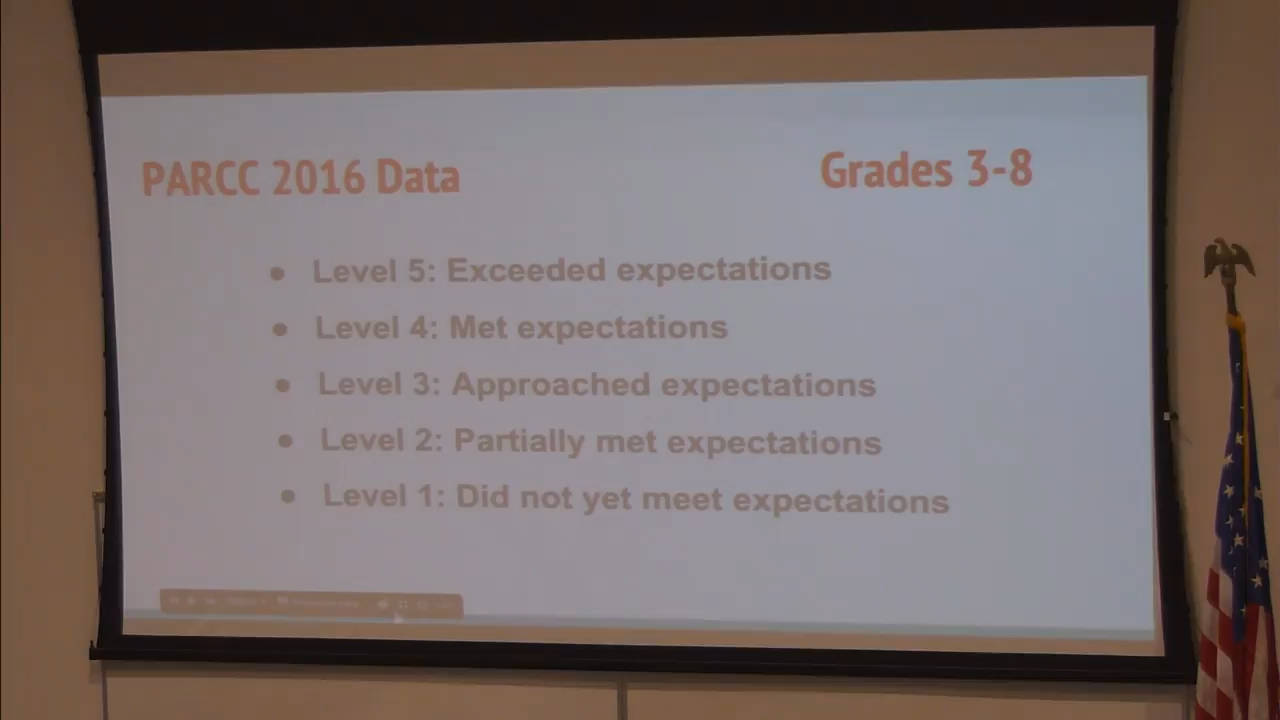 PARCC 2016 Data
Grades 3-8
● Level 5: Exceeded expectations
● Level 4: Met expectations
● Level 3: Approached expectations
● Level 2: Partially met expectations
● Level 1: Did not yet meet expectations